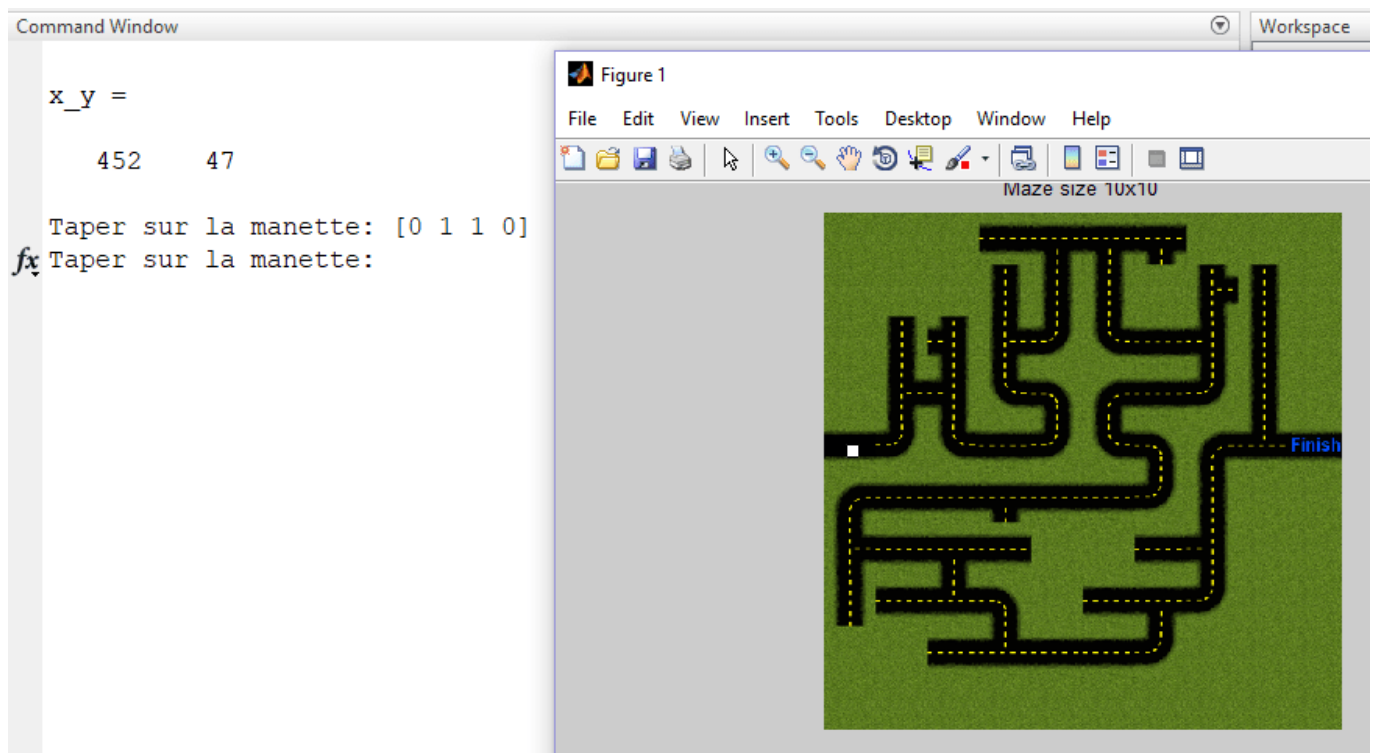 Command Window
Workspace
x_y =
452 47
Taper sur la manette: [0 1 1 0]
fx Taper sur la manette:
Figure 1
File Edit View Insert Tools Desktop Window Help
Maze size 10x10
Finish